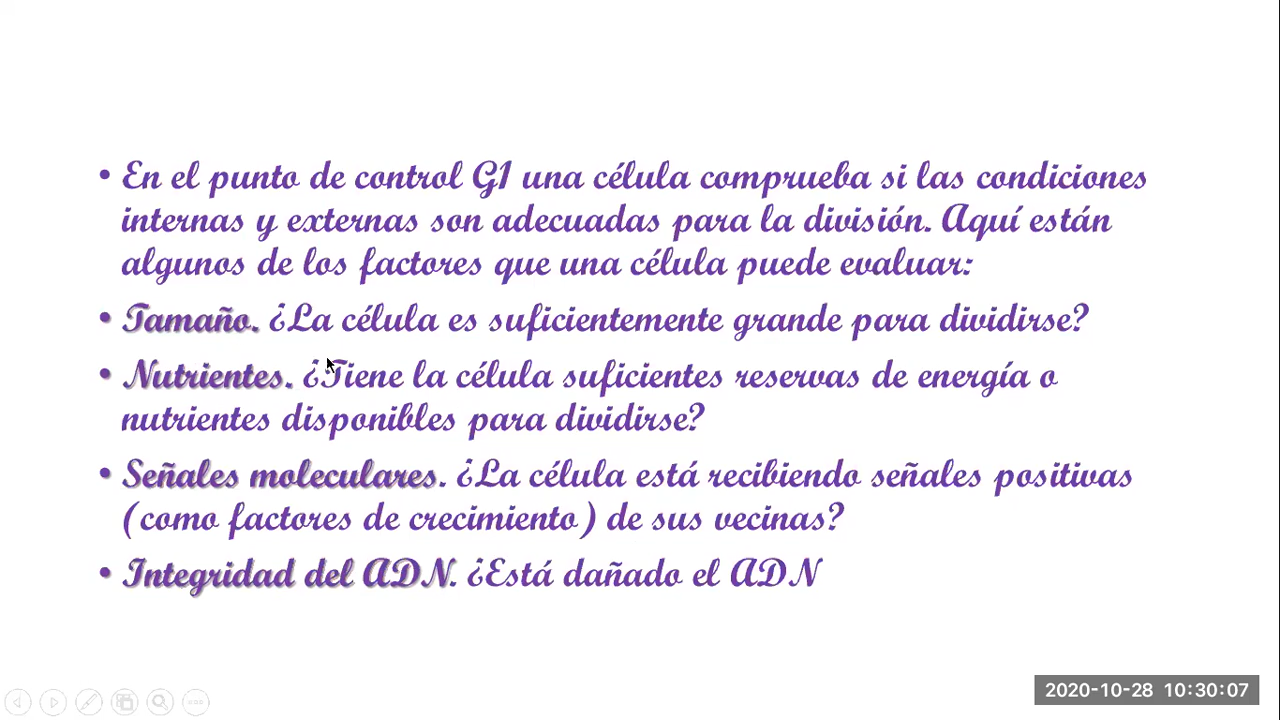 • En el punto de control G1 una célula comprueba si las condiciones
internas y externas son adecuadas para la división. Aquí están
algunos de los factores que una célula puede evaluar:
• Tamaño. ¿La célula es suficientemente grande para dividirse?
• Nutrientes. ¿Tiene la célula suficientes reservas de energía o
nutrientes disponibles para dividirse?
• Señales moleculares. ¿La célula está recibiendo señales positivas
(como factores de crecimiento) de sus vecinas?
• Integridad del ADN. ¿Está dañado el ADN
2020-10-28 10:30:07